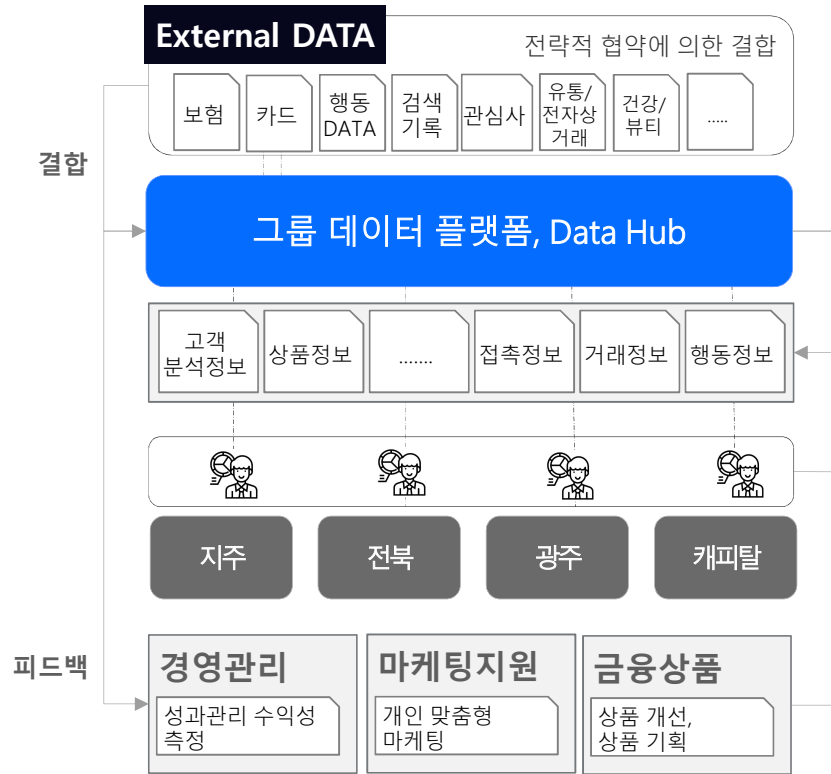 External DATA
전략적 협약에 의한 결합
보험
카드
행동
DATA
검색
기록
관심사
유통/
전자상
거래
건강/
뷰티
.....
결합
그룹 데이터 플랫폼, Data Hub
고객
분석정보
상품정보
.......
접촉정보
거래정보
행동정보
지주
전북
광주
캐피탈
피드백
경영관리
성과관리 수익성
측정
마케팅지원
개인 맞춤형
마케팅
금융상품
상품 개선,
상품 기획